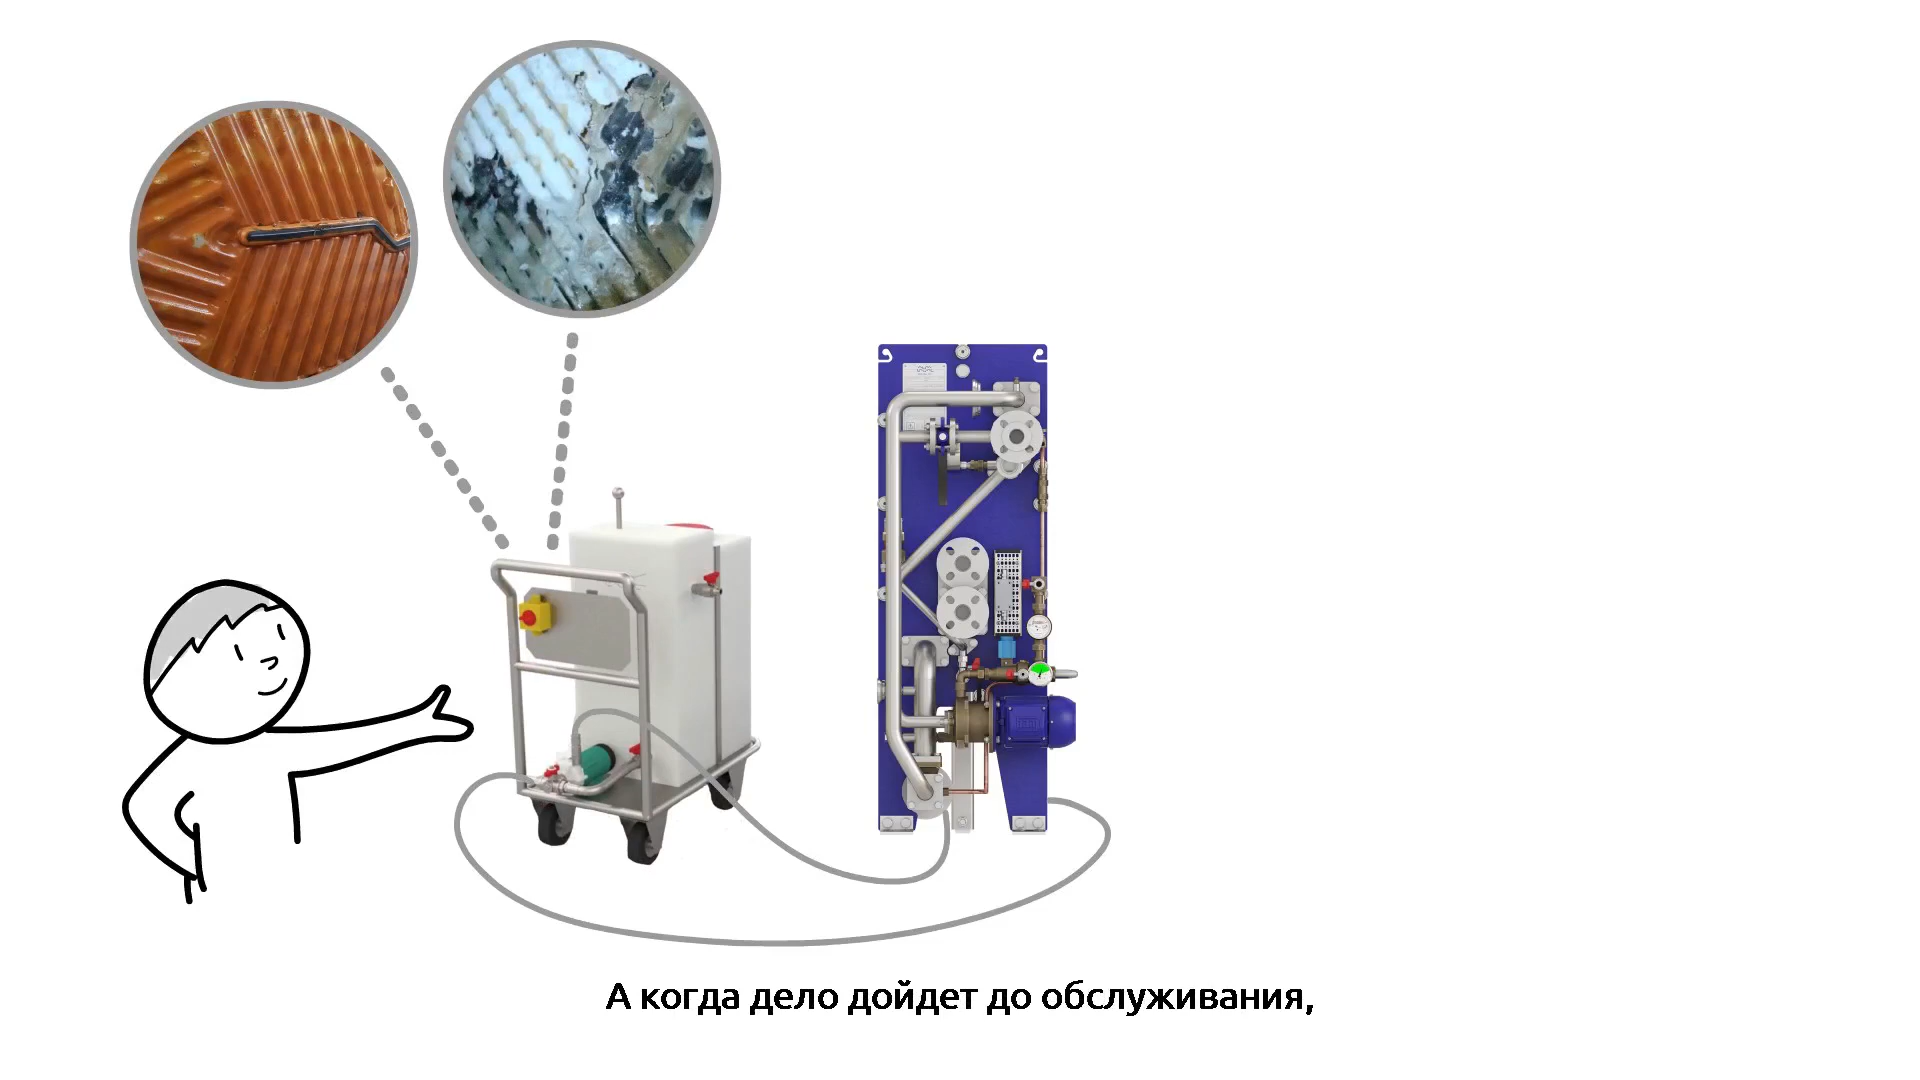 А когда дело дойдет до обслуживания,